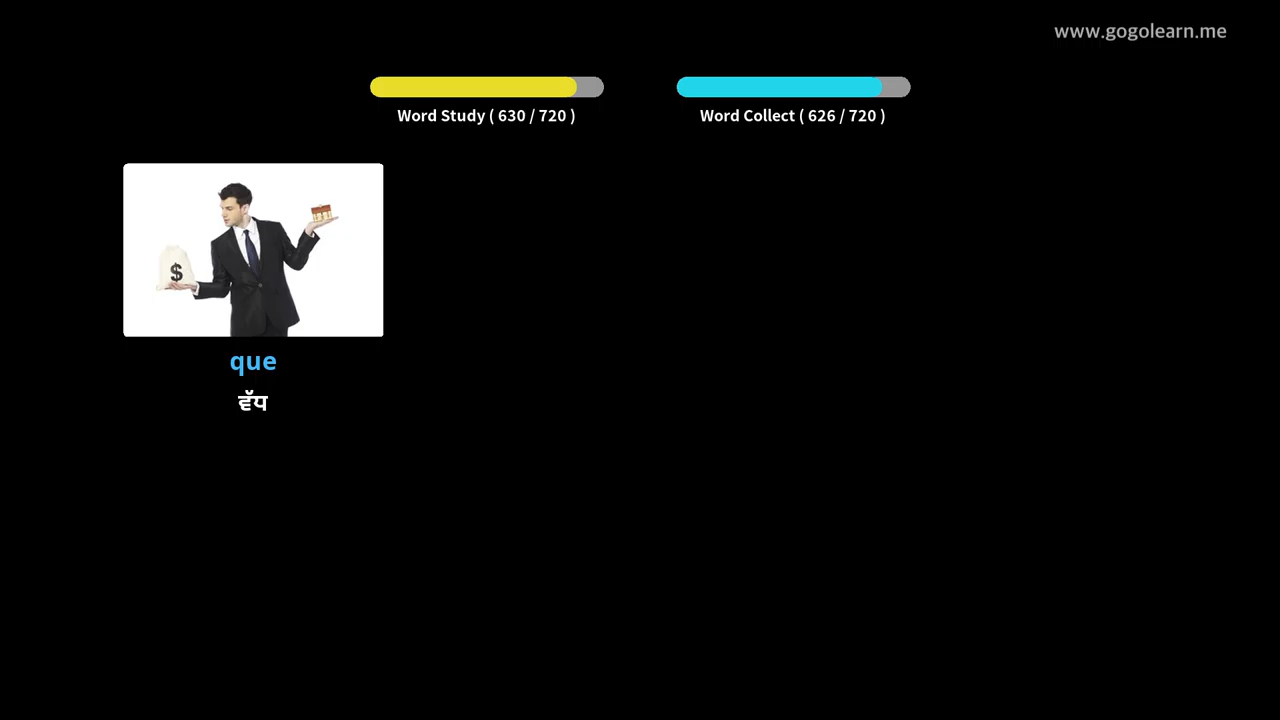 www.gogolearn.me
Word Study ( 630 / 720 )
Word Collect ( 626 / 720 )
$
que
ਵੱਧ